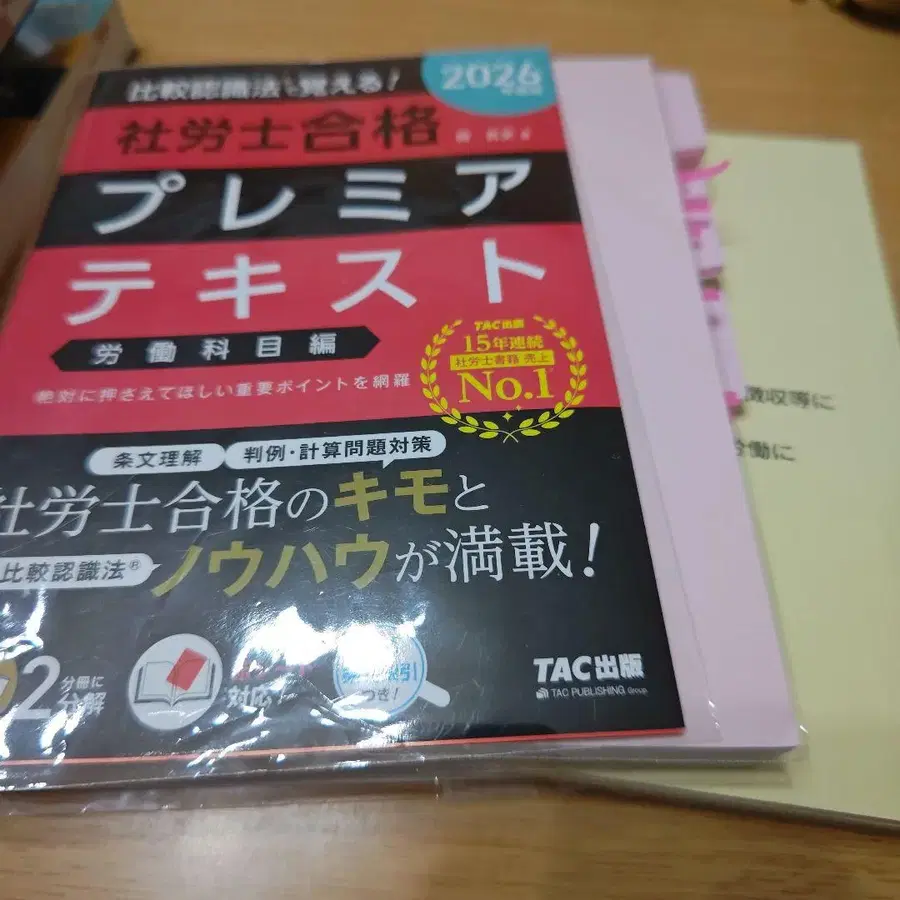 比較認識法で覚える!
2026
社労士合格
プレミア
テキスト
労働科目編
絶対に押さえてほしい重要ポイントを網羅
TAC出版
15年連続
社労士書籍 売上
No.1
条文理解
判例・計算問題対策
社労士合格のキモと
比較認識法®
ノウハウが満載!
2分冊に
分解
対応
索引
つき!
TAC出版
TAC PUBLISHING Group
徴収等に
労働に